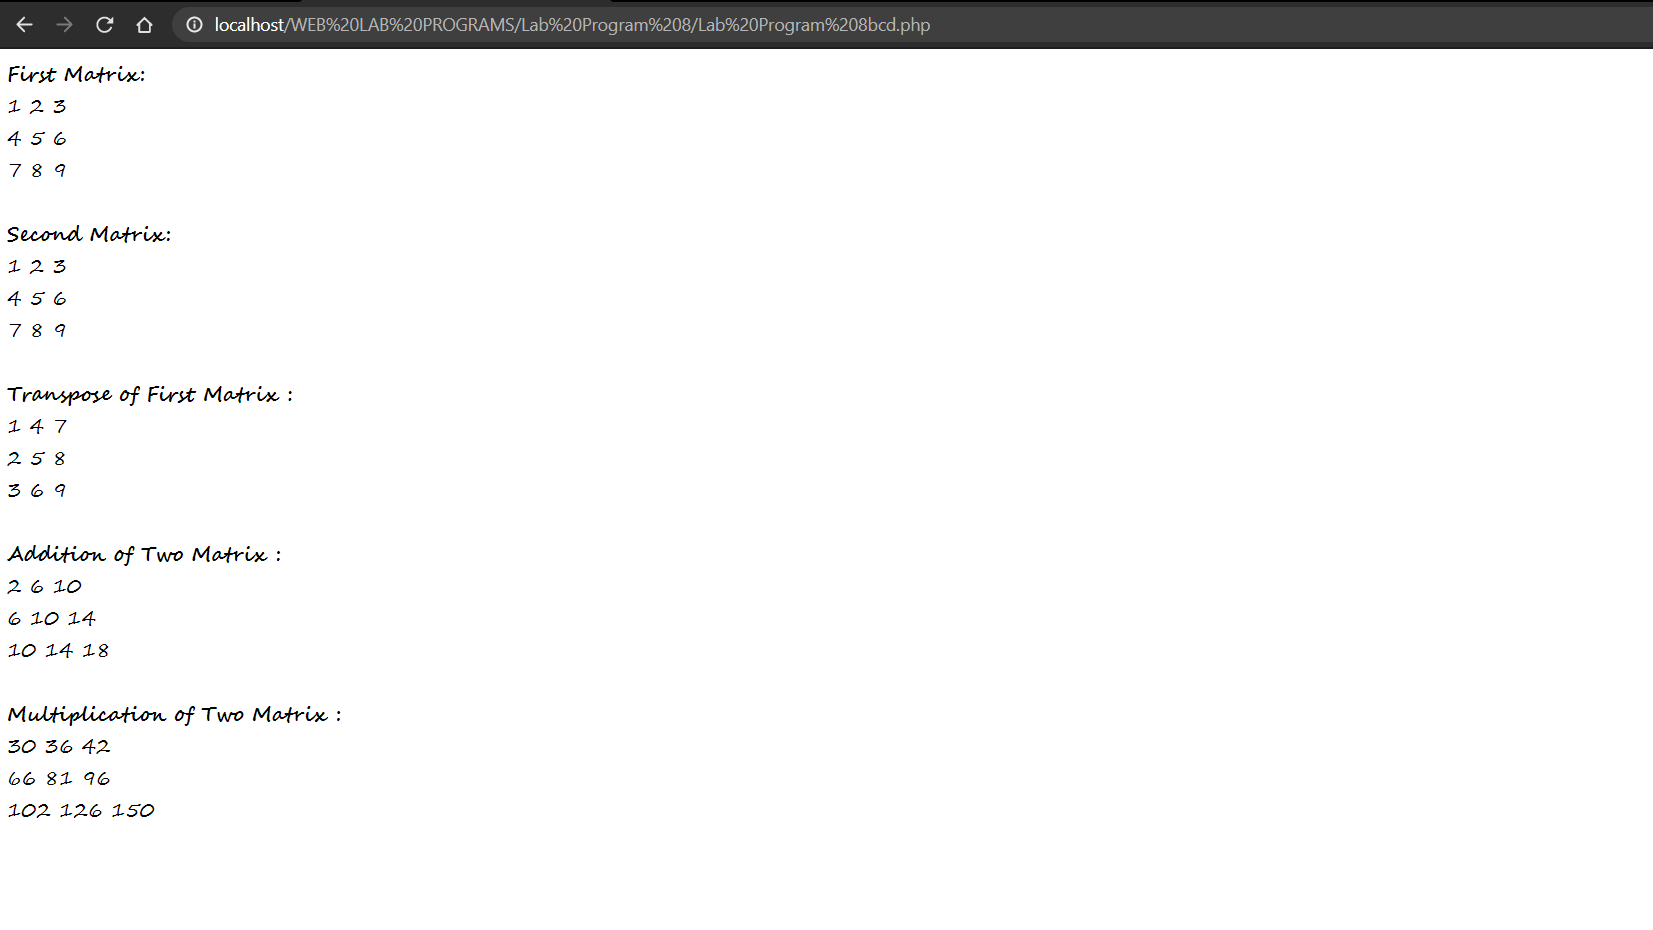 localhost/WEB%20LAB%20PROGRAMS/Lab%20Program%208/Lab%20Program%208bcd.php
First Matrix:
1 2 3
4 5 6
7 8 9
Second Matrix:
1 2 3
4 5 6
7 8 9
Transpose of First Matrix :
1 4 7
2 5 8
3 6 9
Addition of Two Matrix :
2 6 10
6 10 14
10 14 18
Multiplication of Two Matrix :
30 36 42
66 81 96
102 126 150